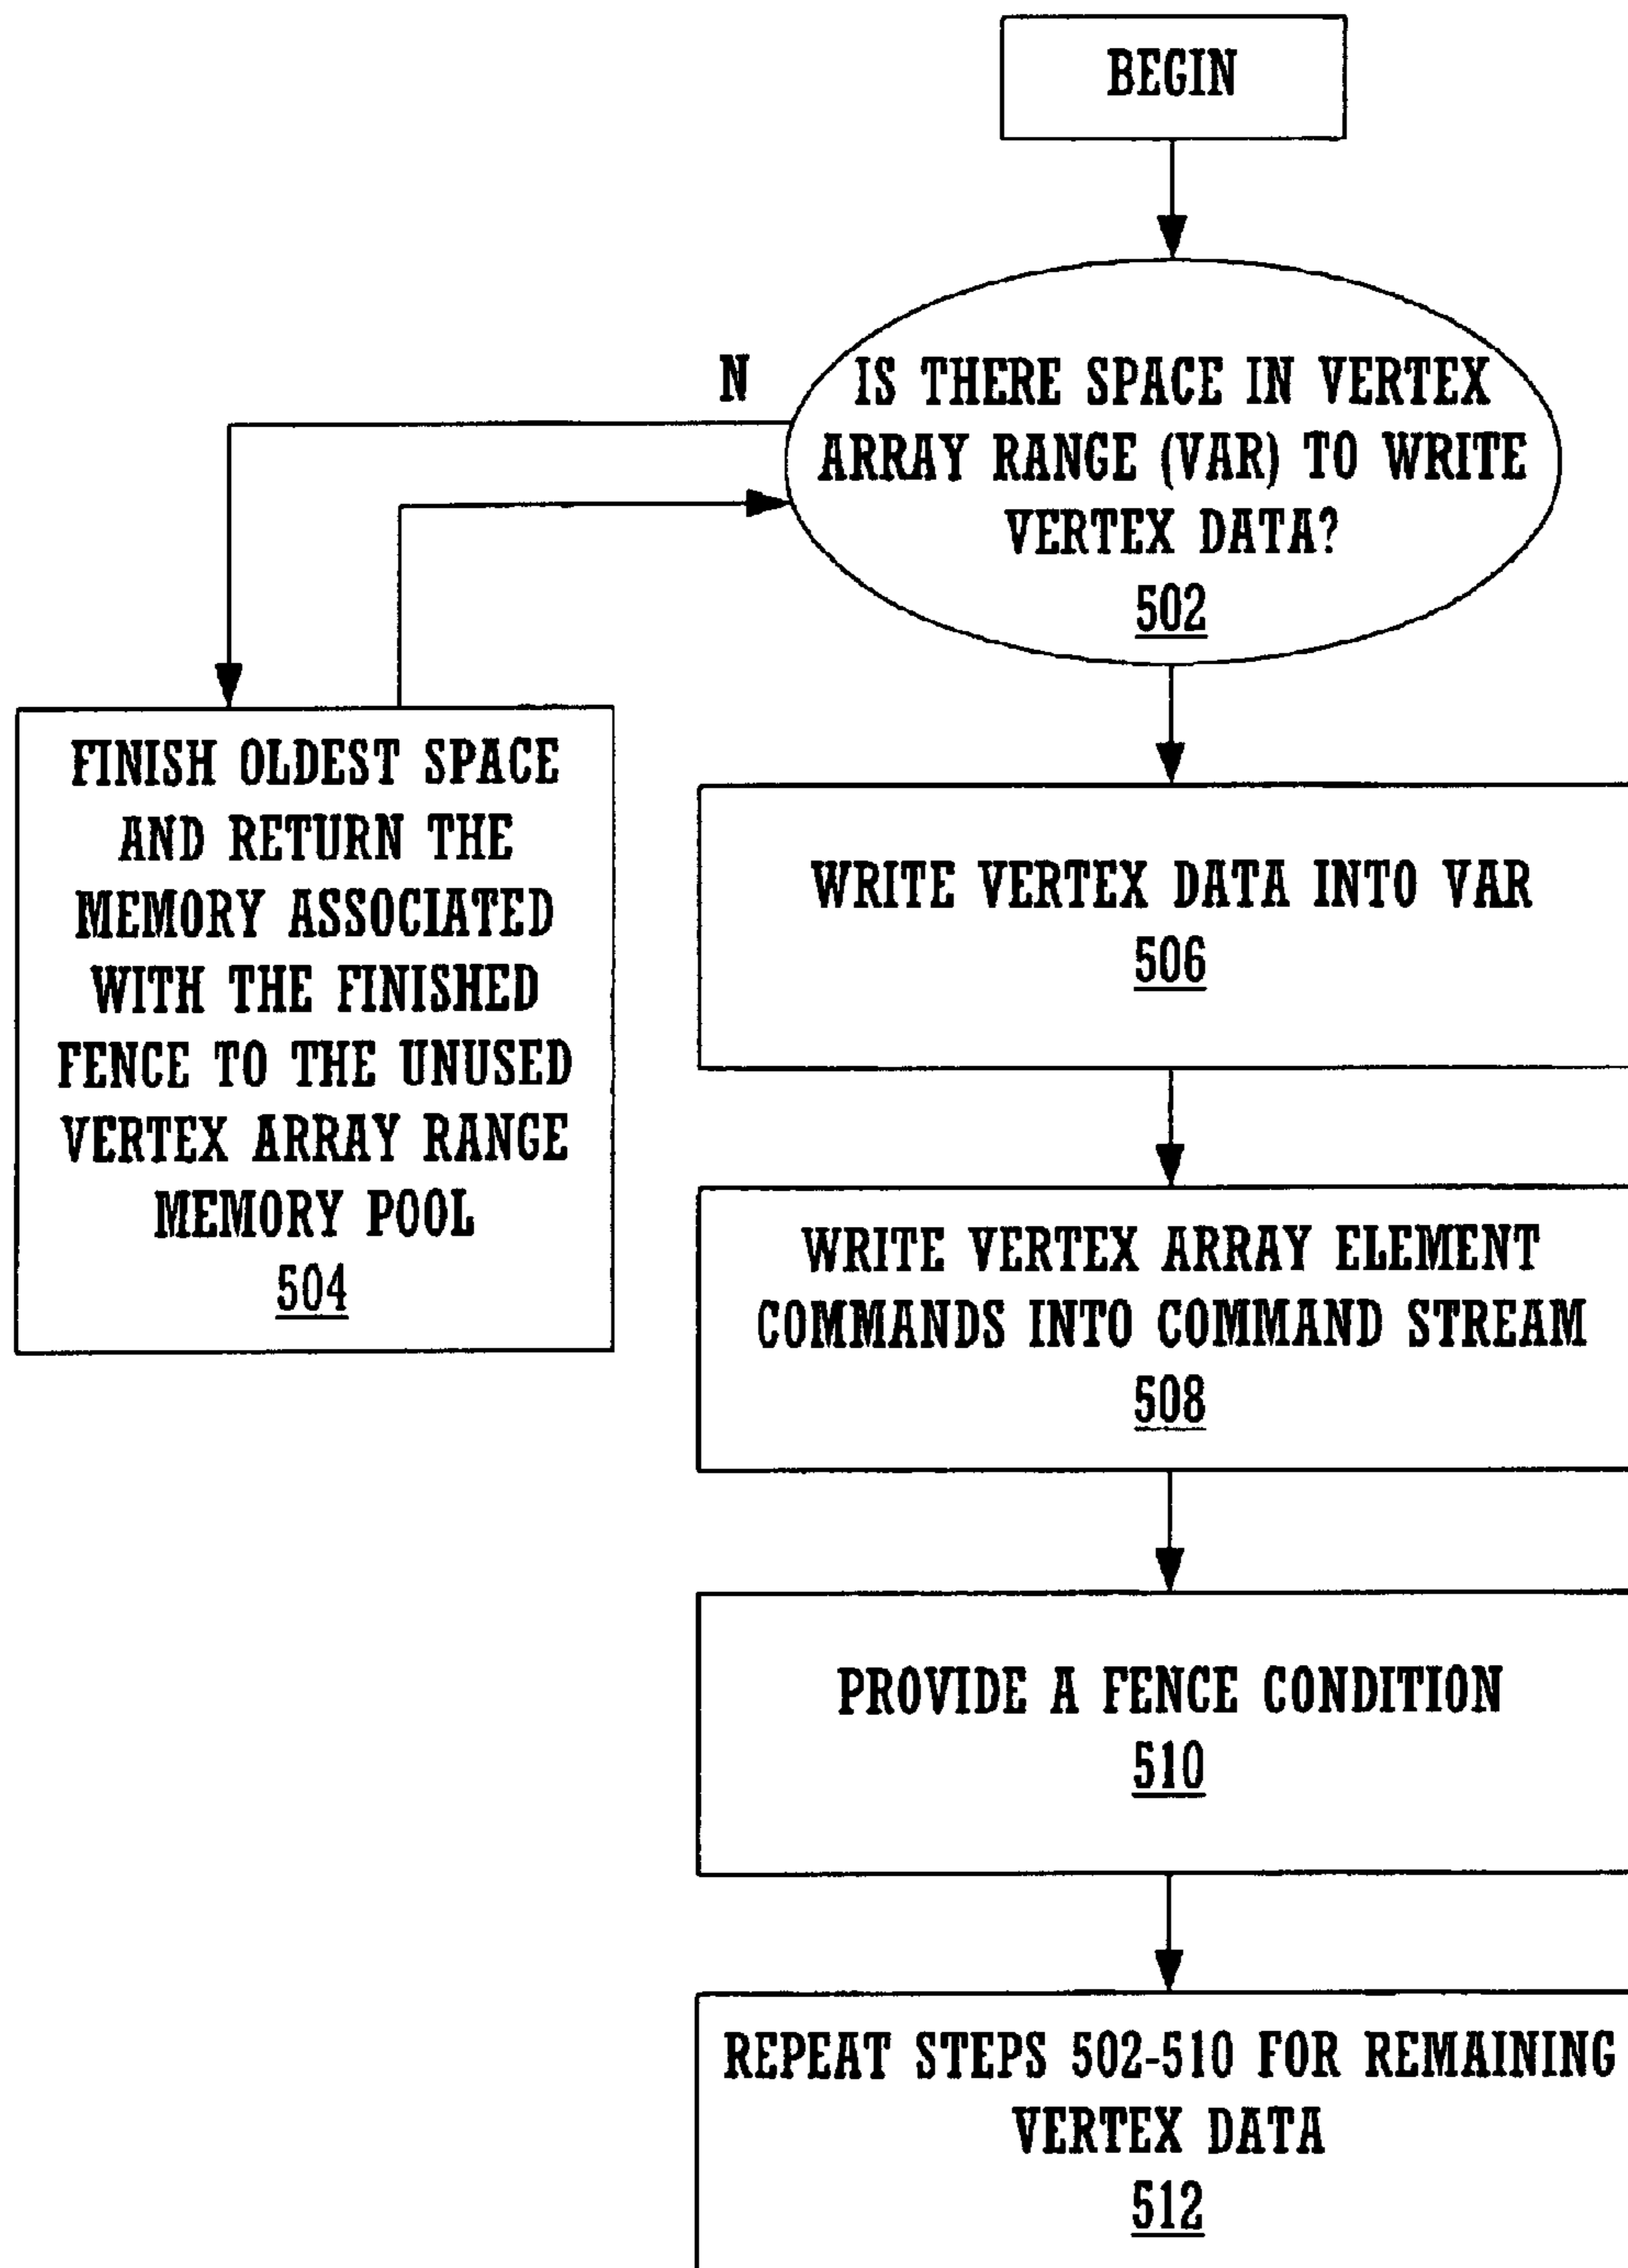 BEGIN
N
IS THERE SPACE IN VERTEX
ARRAY RANGE (VAR) TO WRITE
VERTEX DATA?
502
FINISH OLDEST SPACE
AND RETURN THE
MEMORY ASSOCIATED
WITH THE FINISHED
FENCE TO THE UNUSED
VERTEX ARRAY RANGE
MEMORY POOL
504
WRITE VERTEX DATA INTO VAR
506
WRITE VERTEX ARRAY ELEMENT
COMMANDS INTO COMMAND STREAM
508
PROVIDE A FENCE CONDITION
510
REPEAT STEPS 502-510 FOR REMAINING
VERTEX DATA
512